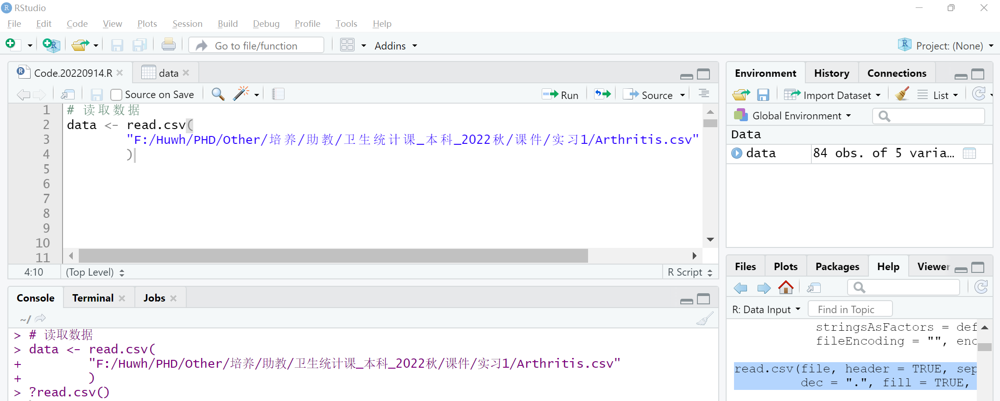 RStudio
File Edit Code View Plots Session Build Debug Profile Tools Help
Go to file/function Addins Project: (None)
Code.20220914.R data
Source on Save Run Source
1 # 读取数据
2 data <- read.csv(
3 "F:/Huwh/PHD/Other/培养/助教/卫生统计课_本科_2022秋/课件/实习1/Arthritis.csv"
4 )
5
6
7
8
9
10
11
4:10 (Top Level) R Script
Console Terminal Jobs
~/
> # 读取数据
> data <- read.csv(
+ "F:/Huwh/PHD/Other/培养/助教/卫生统计课_本科_2022秋/课件/实习1/Arthritis.csv"
+ )
> ?read.csv()
Environment History Connections
Import Dataset List
Global Environment
Data
data 84 obs. of 5 varia…
Files Plots Packages Help Viewer
R: Data Input Find in Topic
stringsAsFactors = def
fileEncoding = "", enc
read.csv(file, header = TRUE, sep
dec = ".", fill = TRUE,